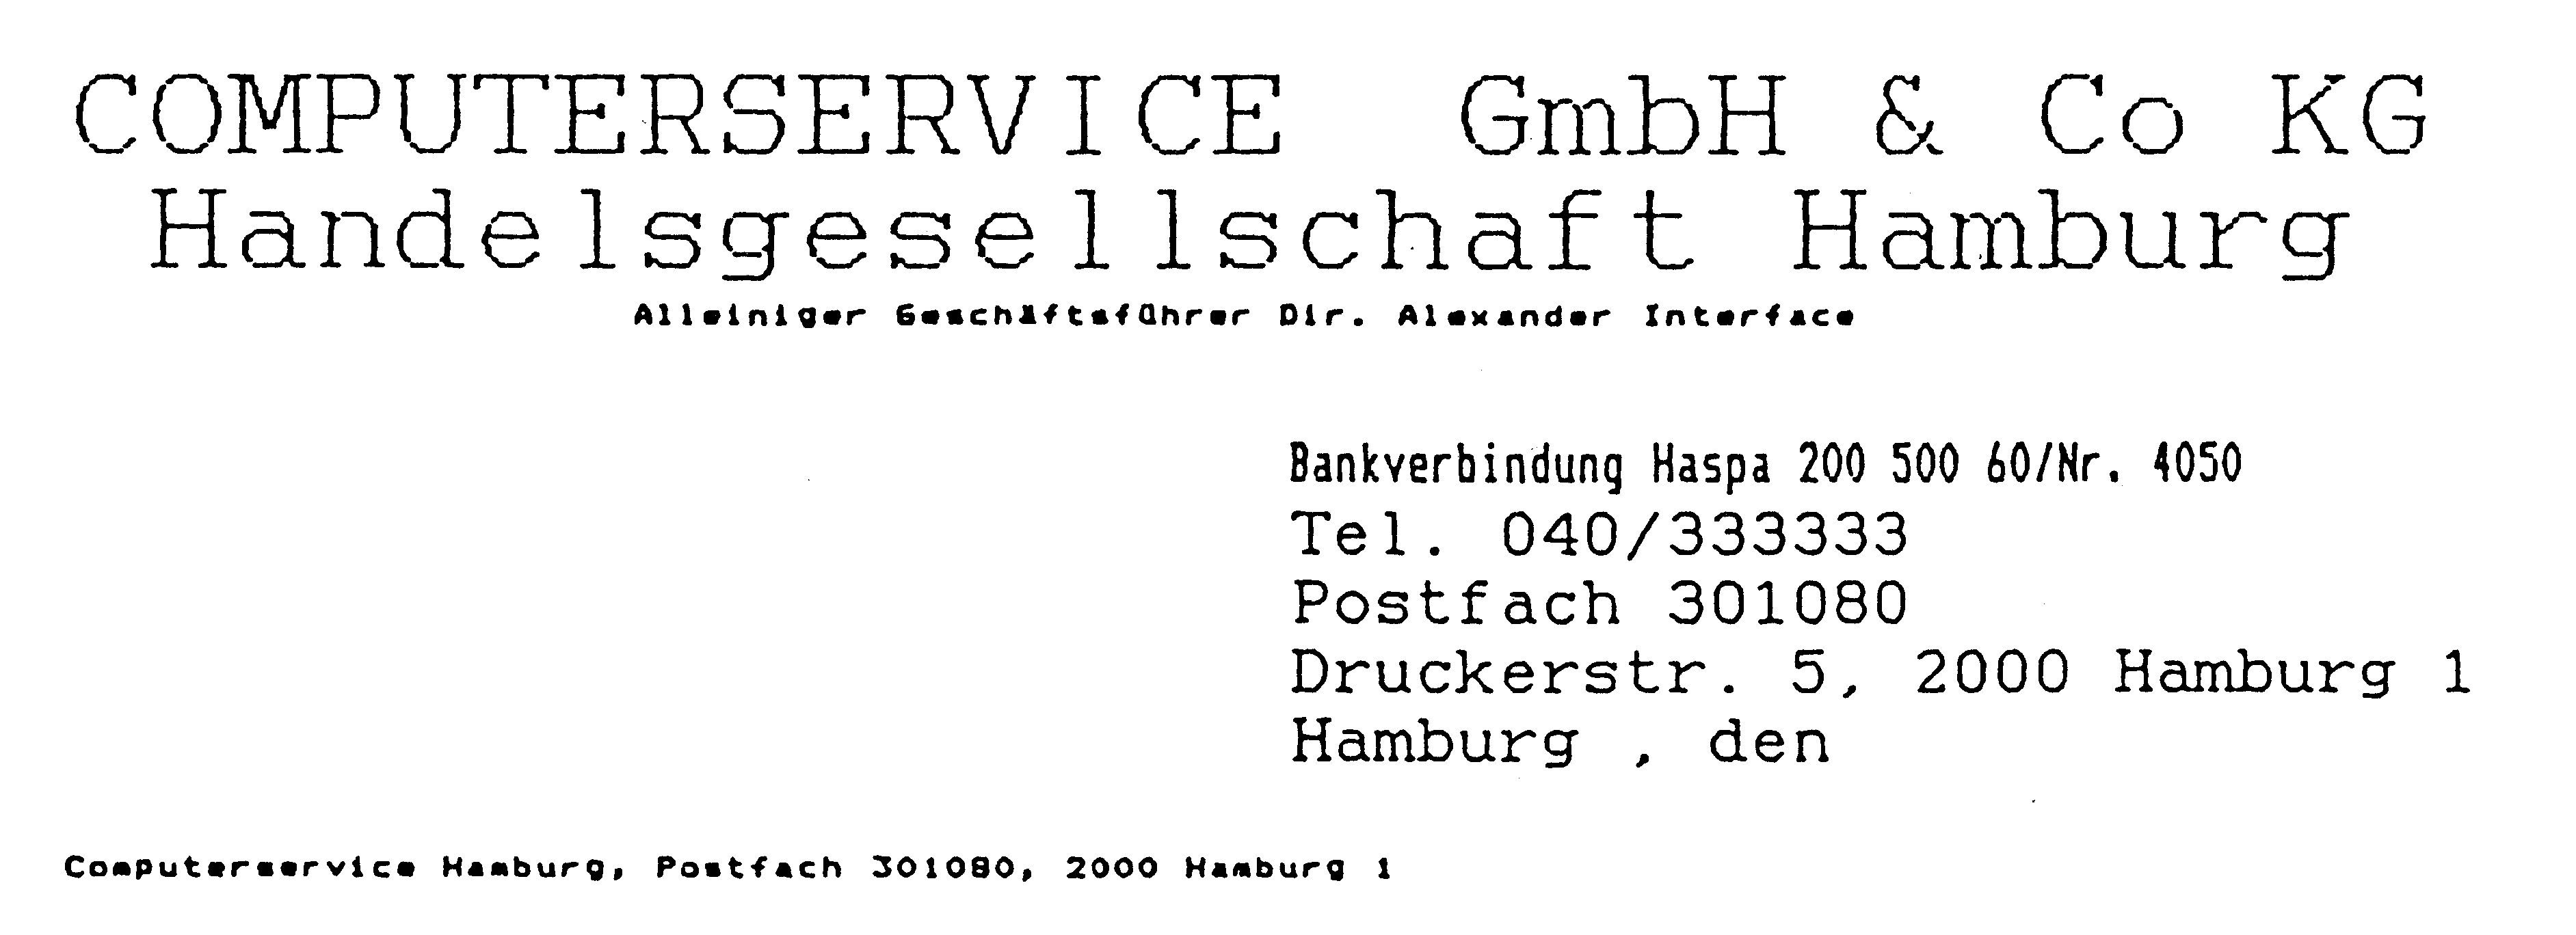 COMPUTERSERVICE GmbH & Co KG
Handelsgesellschaft Hamburg
Alleiniger Geschäftsführer Dir. Alexander Interface
Bankverbindung Haspa 200 500 60/Nr. 4050
Tel. 040/333333
Postfach 301080
Druckerstr. 5, 2000 Hamburg 1
Hamburg , den
Computerservice Hamburg, Postfach 301080, 2000 Hamburg 1